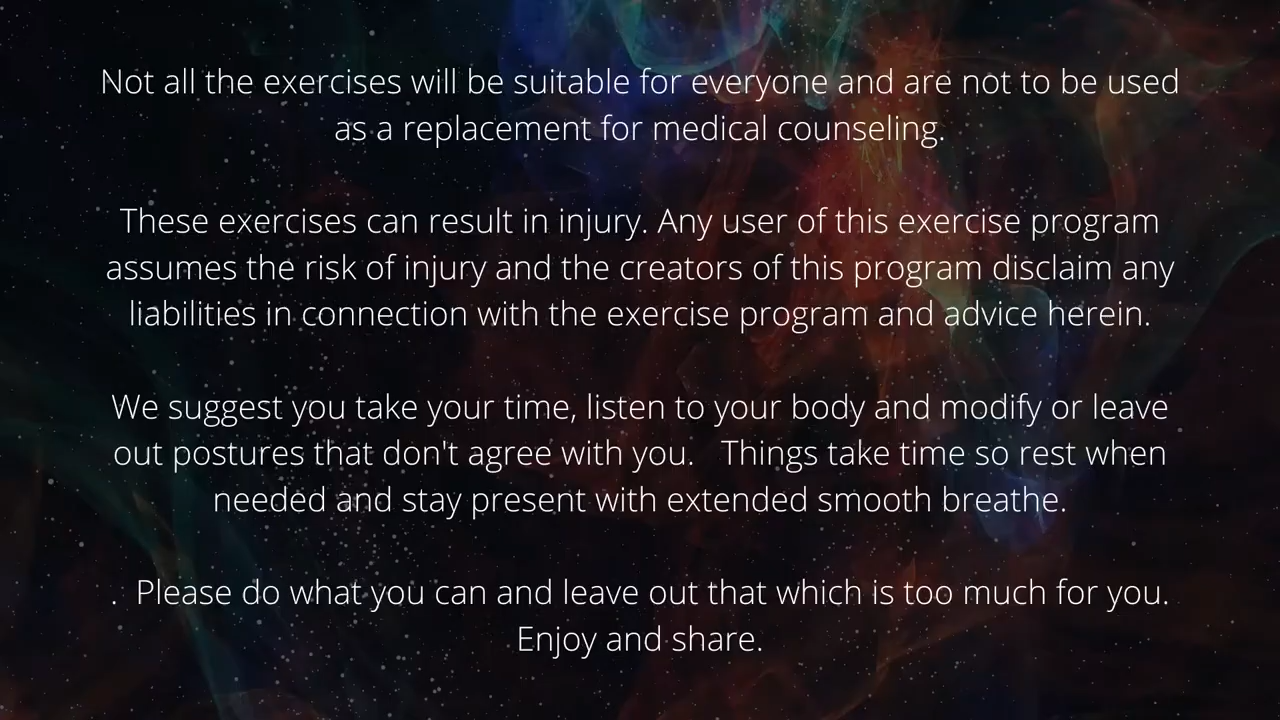 Not all the exercises will be suitable for everyone and are not to be used
as a replacement for medical counseling.
These exercises can result in injury. Any user of this exercise program
assumes the risk of injury and the creators of this program disclaim any
liabilities in connection with the exercise program and advice herein.
We suggest you take your time, listen to your body and modify or leave
out postures that don't agree with you.   Things take time so rest when
needed and stay present with extended smooth breathe.
.  Please do what you can and leave out that which is too much for you.
Enjoy and share.